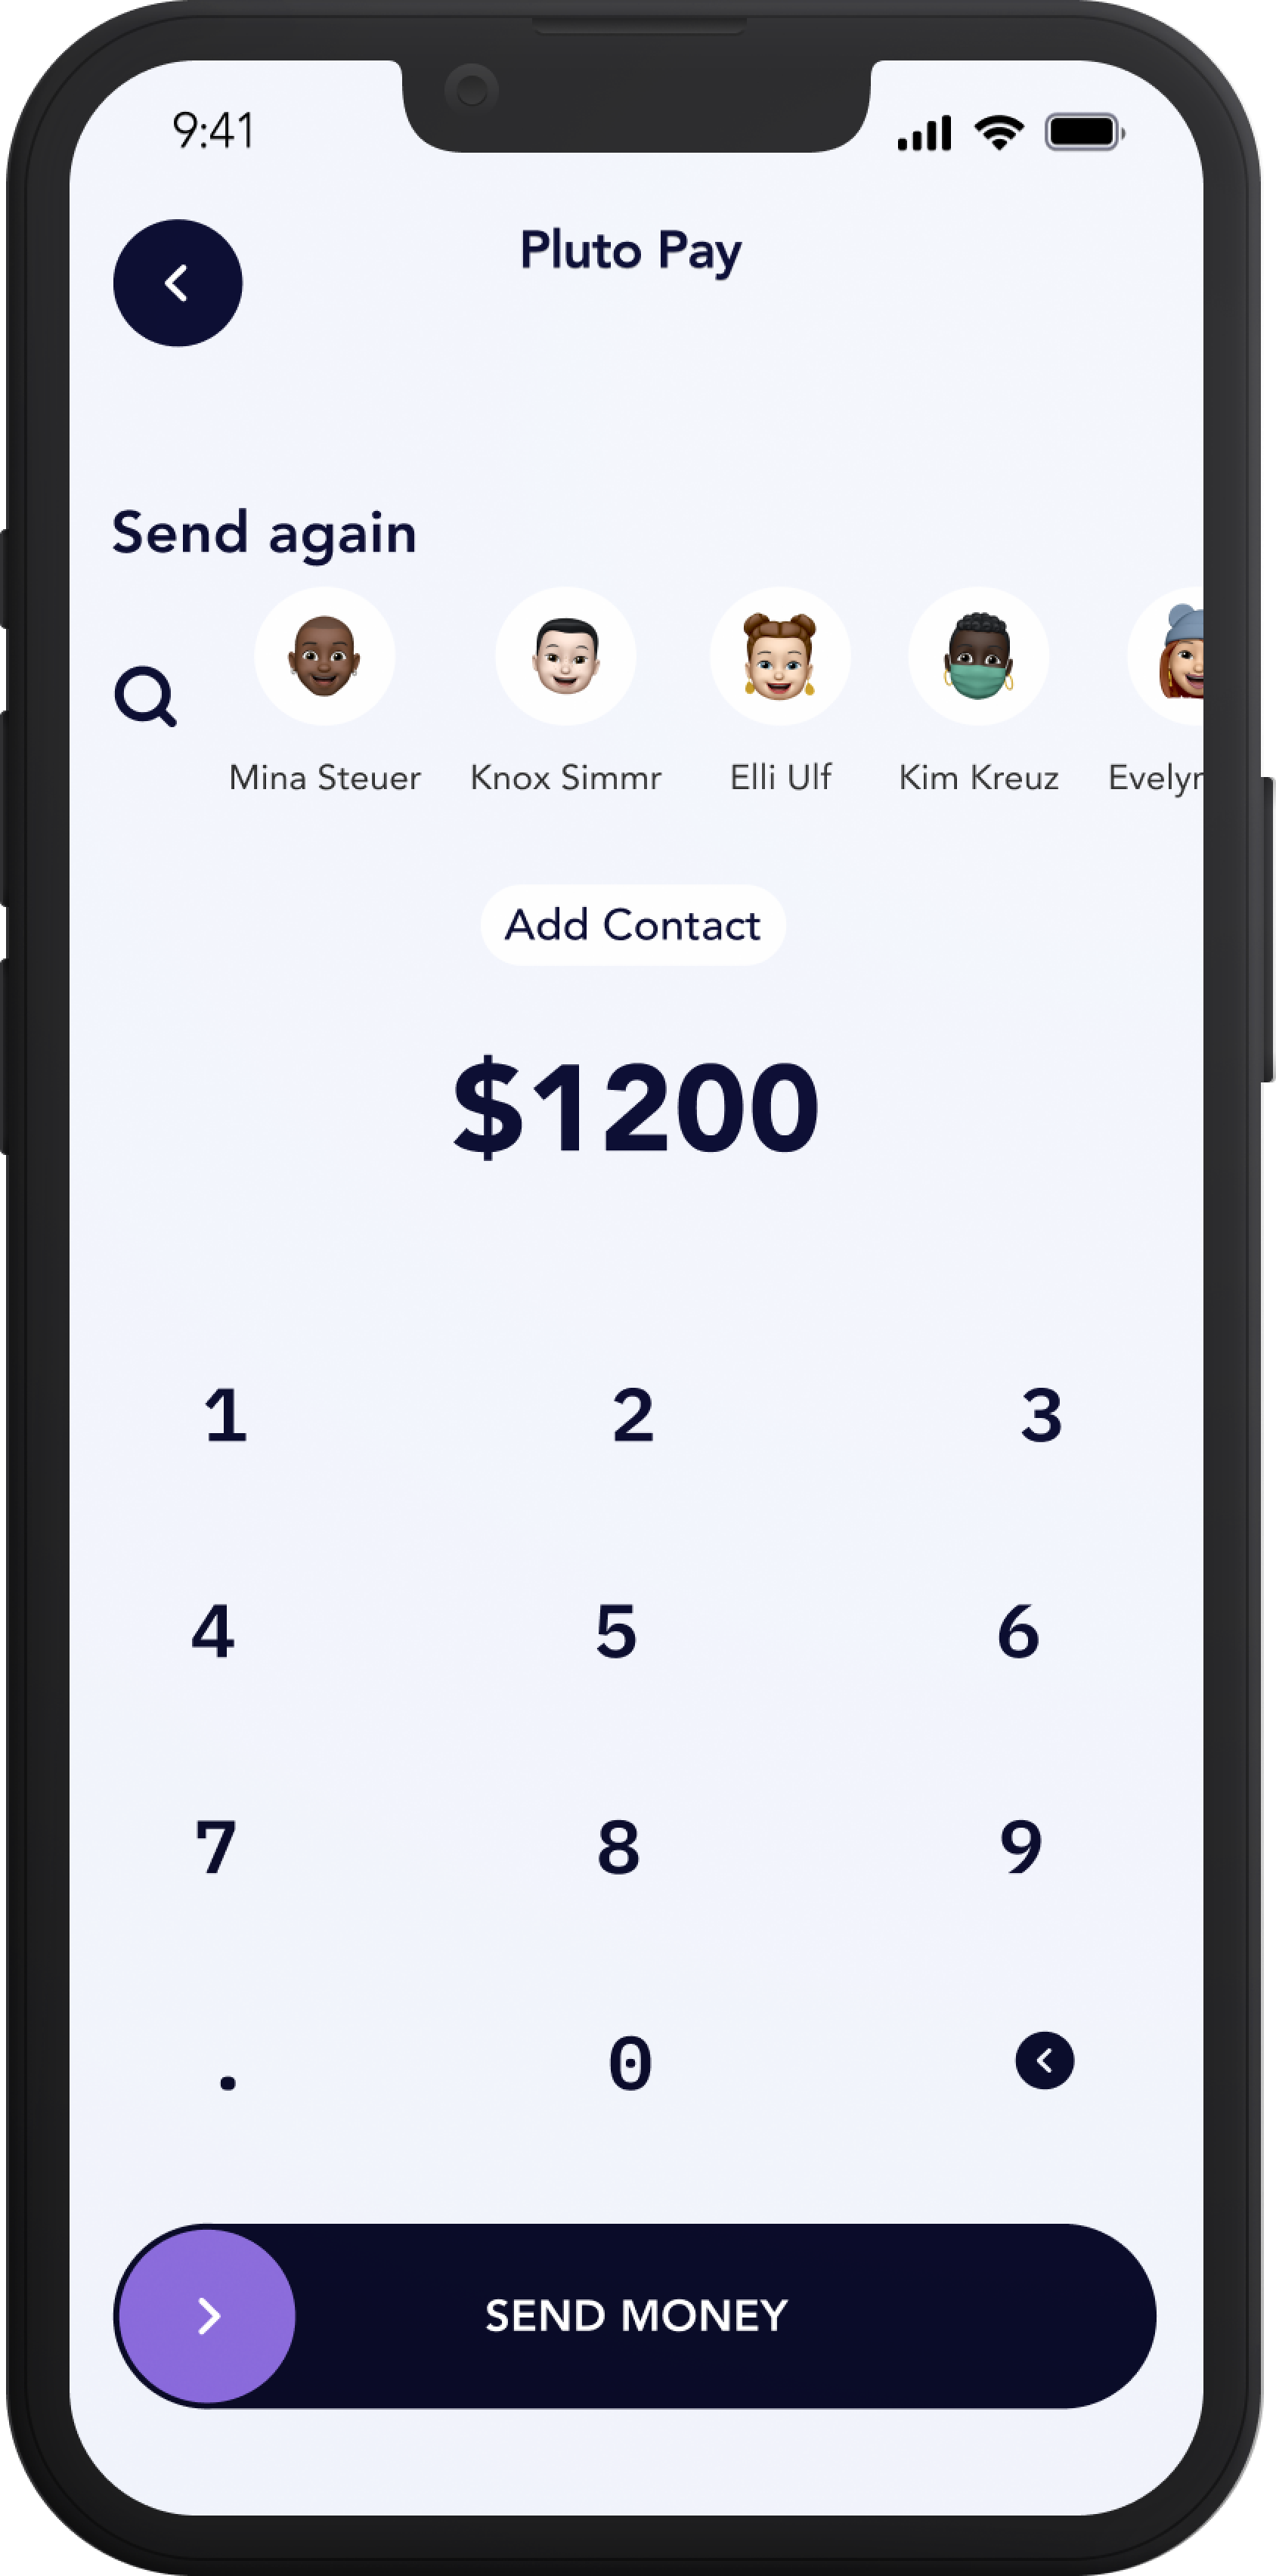 9:41
Pluto Pay
Send again
Mina Steuer Knox Simmr Elli Ulf Kim Kreuz Evelyr
Add Contact
$1200
1 2 3
4 5 6
7 8 9
. 0
SEND MONEY